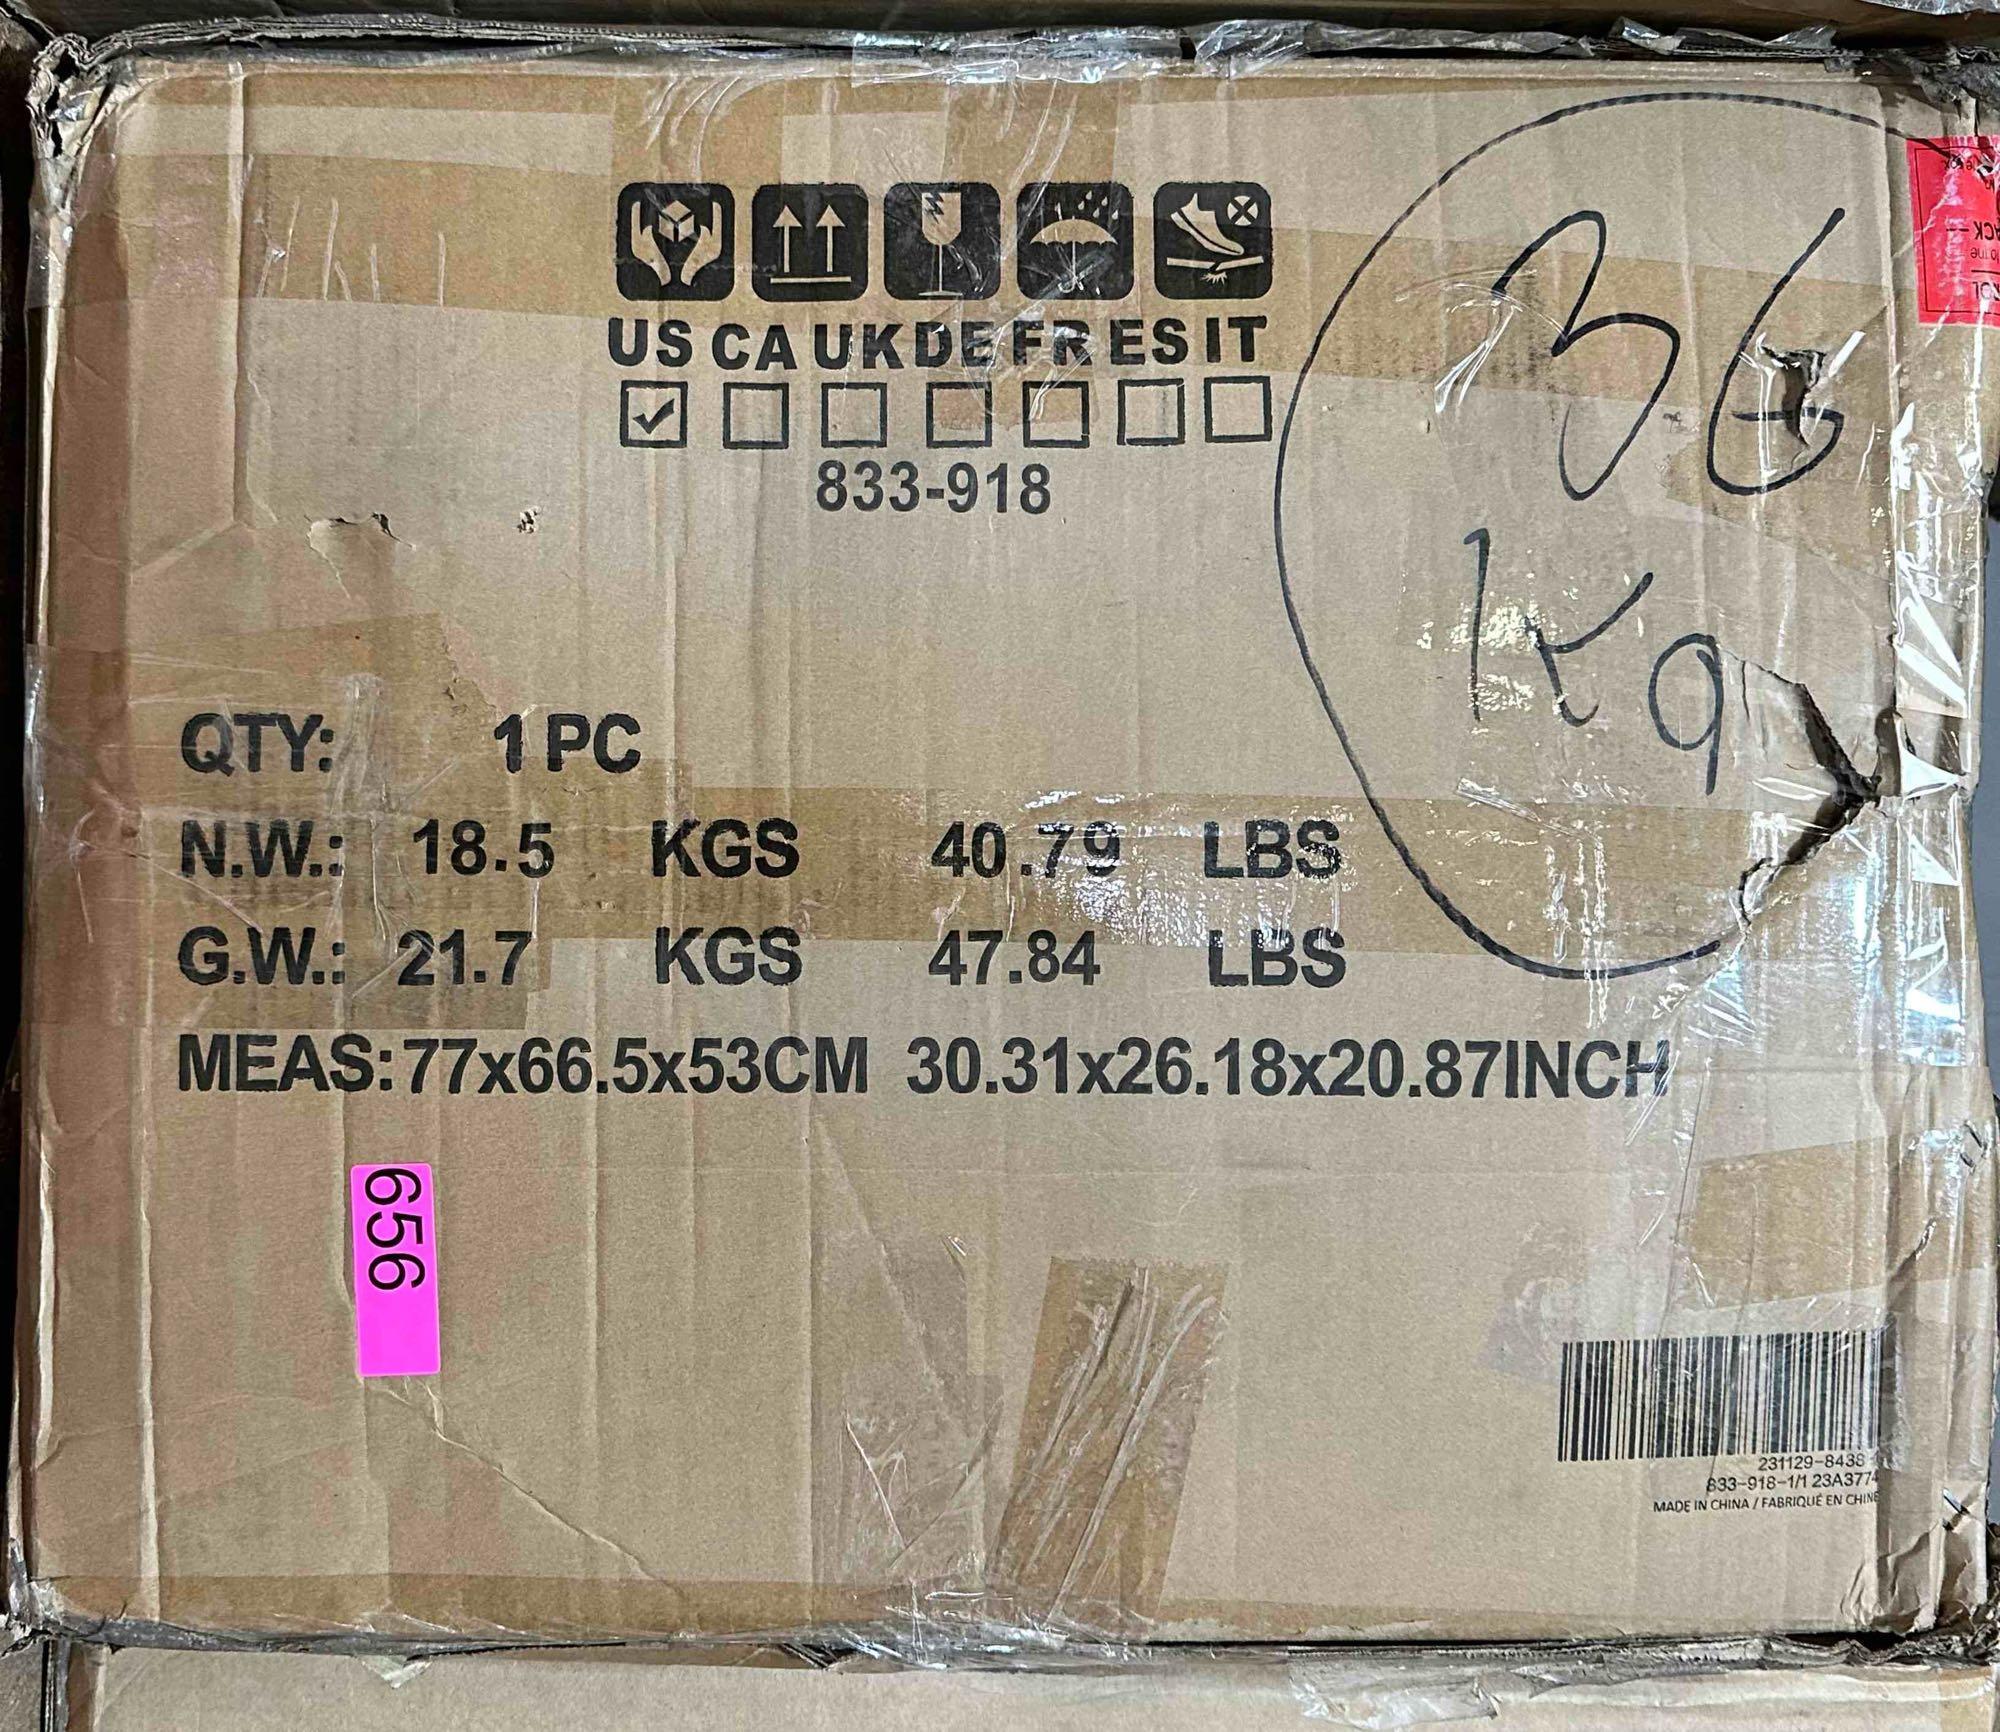 US CA UK DE FR ES IT
833-918
36
Kg
QTY: 1 PC
N.W.: 18.5 KGS 40.79 LBS
G.W.: 21.7 KGS 47.84 LBS
MEAS:77x66.5x53CM 30.31x26.18x20.87INCH
656
231129-8438
833-918-1/1 23A3774
MADE IN CHINA / FABRIQUÉ EN CHINE